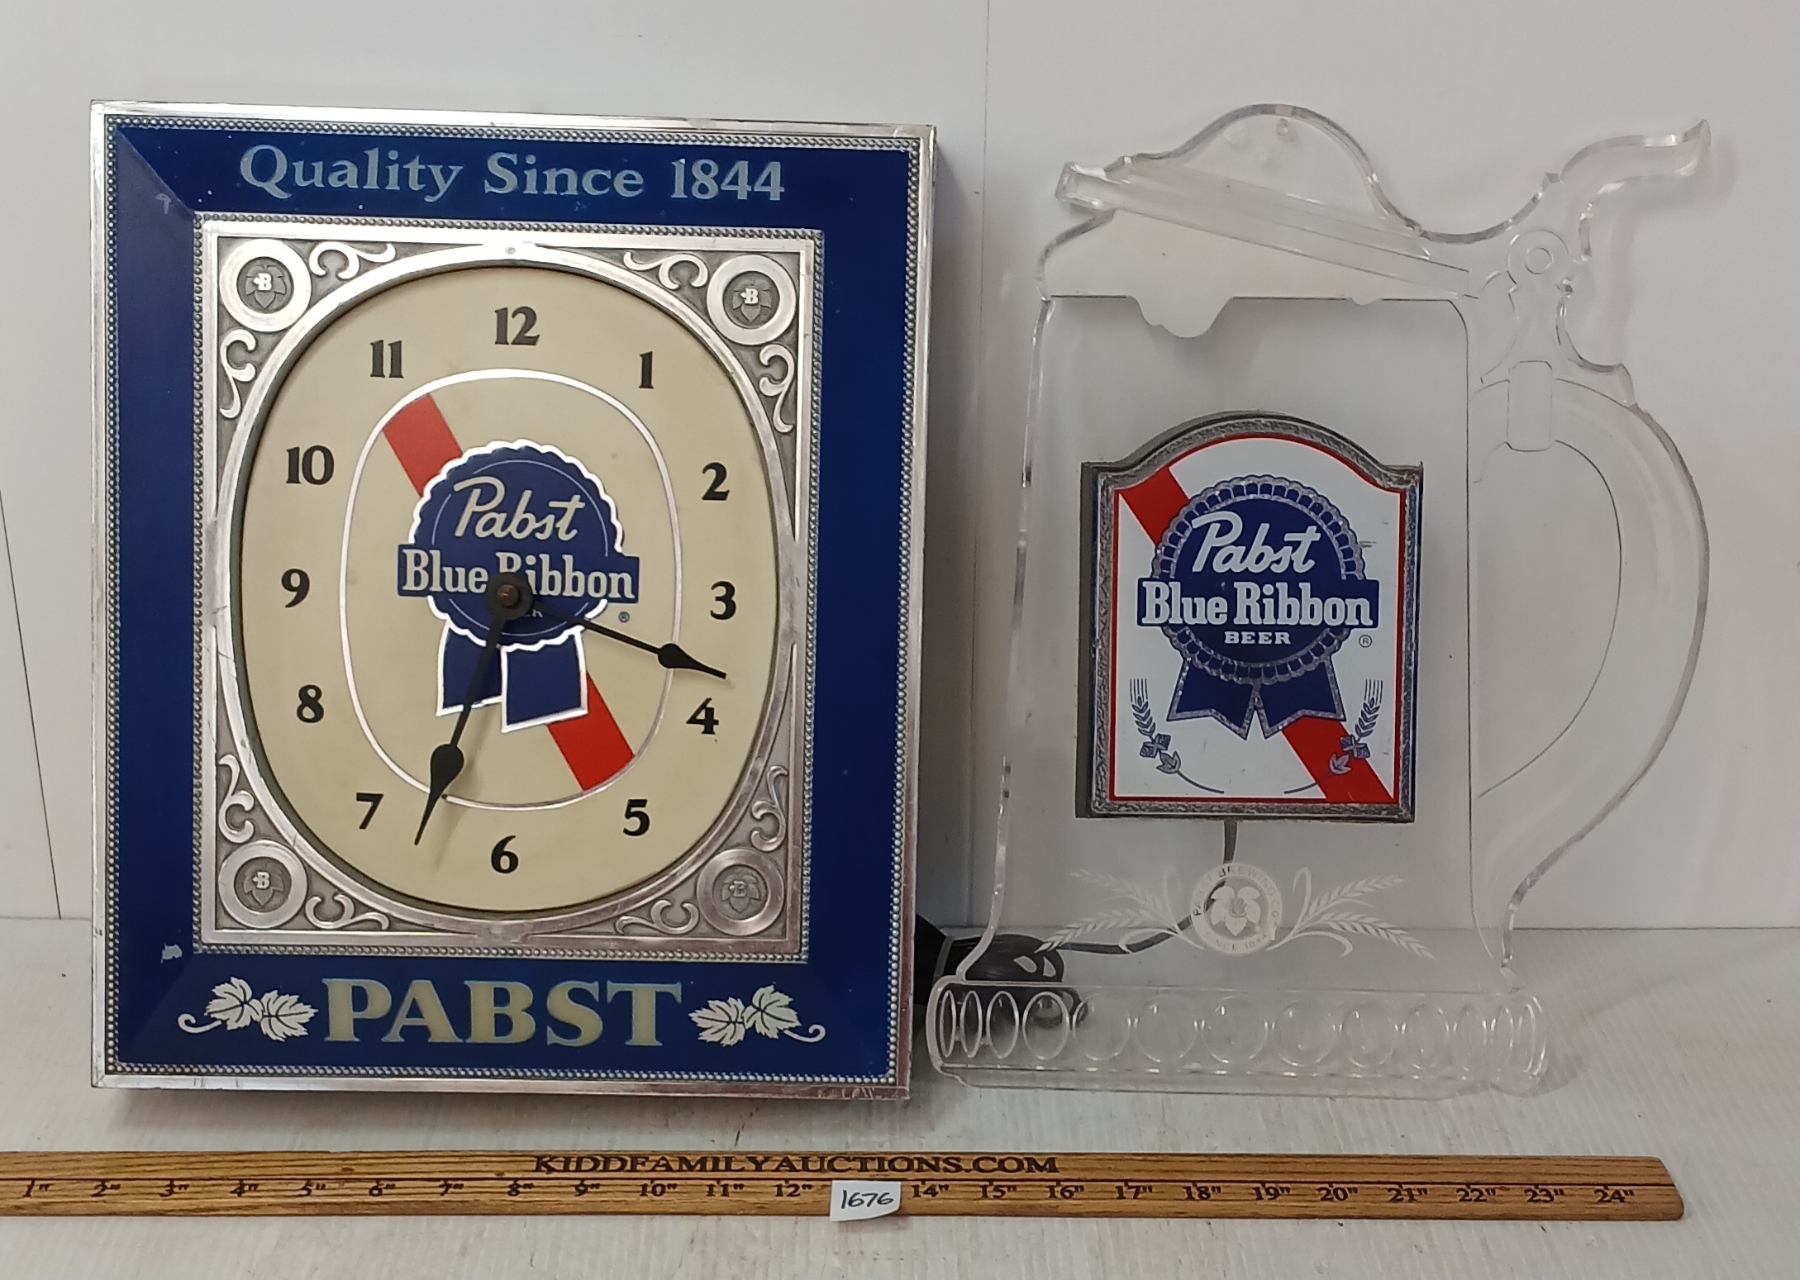 Quality Since 1844
B B
12
11 1
10 2
Pabst
Blue Ribbon
®
9 3
8 4
7 5
6
B B
PABST
Pabst
Blue Ribbon
BEER
®
KIDDFAMILYAUCTIONS.COM
1" 2" 3" 4" 5" 6" 7" 8" 9" 10" 11" 12" 14" 15" 16" 17" 18" 19" 20" 21" 22" 23" 24"
1676